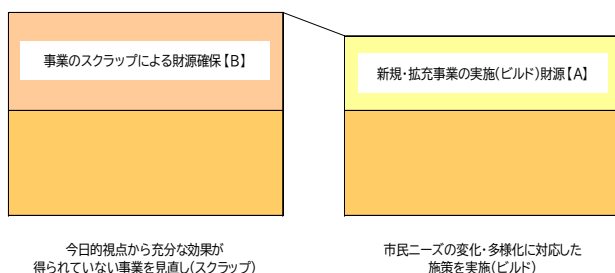 事業のスクラップによる財源確保【B】
新規・拡充事業の実施(ビルド)財源【A】
今日的視点から充分な効果が
得られていない事業を見直し(スクラップ)
市民ニーズの変化・多様化に対応した
施策を実施(ビルド)